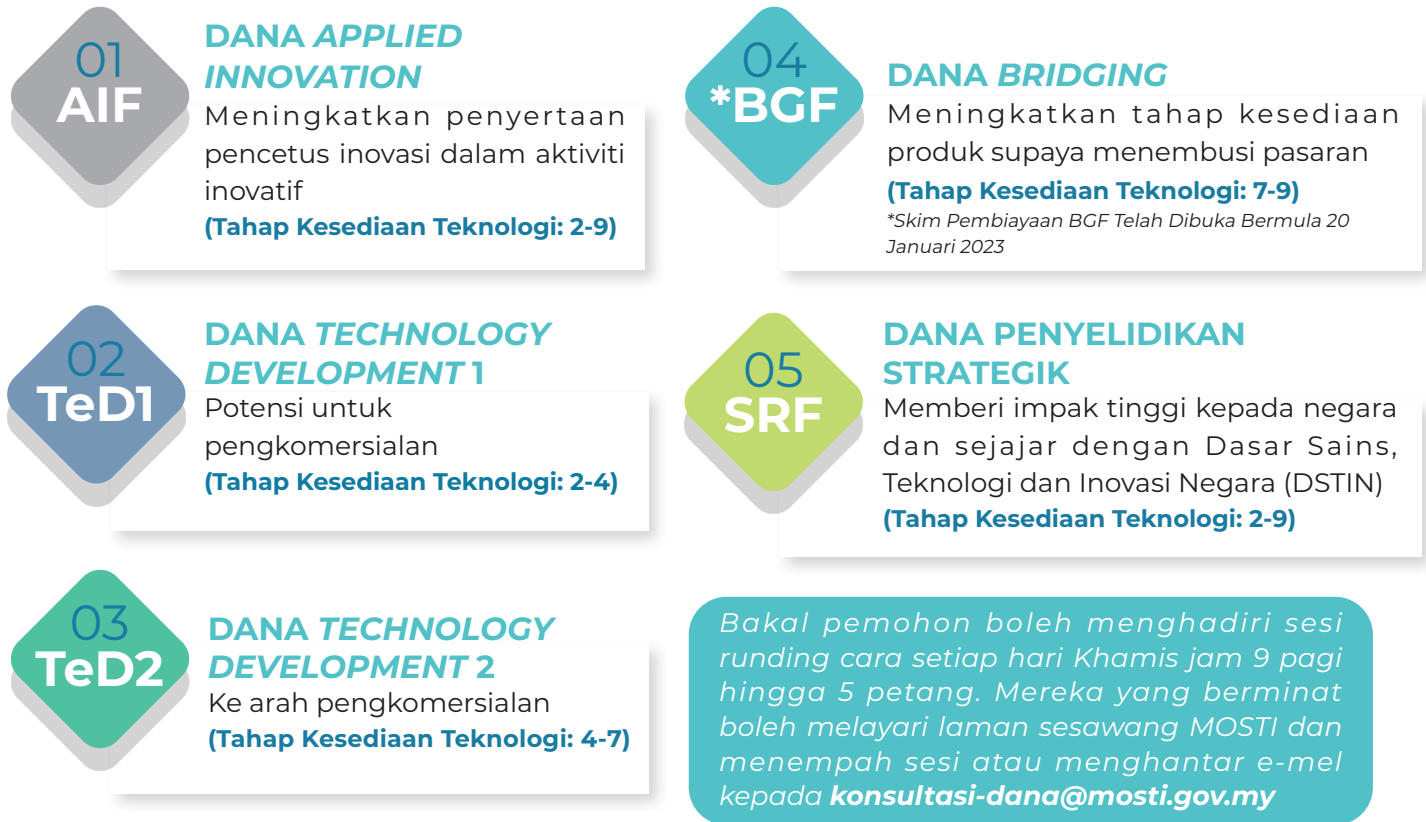 01
AIF
DANA APPLIED
INNOVATION
Meningkatkan penyertaan
pencetus inovasi dalam aktiviti
inovatif
(Tahap Kesediaan Teknologi: 2-9)
02
TeD1
DANA TECHNOLOGY
DEVELOPMENT 1
Potensi untuk
pengkomersialan
(Tahap Kesediaan Teknologi: 2-4)
03
TeD2
DANA TECHNOLOGY
DEVELOPMENT 2
Ke arah pengkomersialan
(Tahap Kesediaan Teknologi: 4-7)
04
*BGF
DANA BRIDGING
Meningkatkan tahap kesediaan
produk supaya menembusi pasaran
(Tahap Kesediaan Teknologi: 7-9)
*Skim Pembiayaan BGF Telah Dibuka Bermula 20
Januari 2023
05
SRF
DANA PENYELIDIKAN
STRATEGIK
Memberi impak tinggi kepada negara
dan sejajar dengan Dasar Sains,
Teknologi dan Inovasi Negara (DSTIN)
(Tahap Kesediaan Teknologi: 2-9)
Bakal pemohon boleh menghadiri sesi
runding cara setiap hari Khamis jam 9 pagi
hingga 5 petang. Mereka yang berminat
boleh melayari laman sesawang MOSTI dan
menempah sesi atau menghantar e-mel
kepada konsultasi-dana@mosti.gov.my